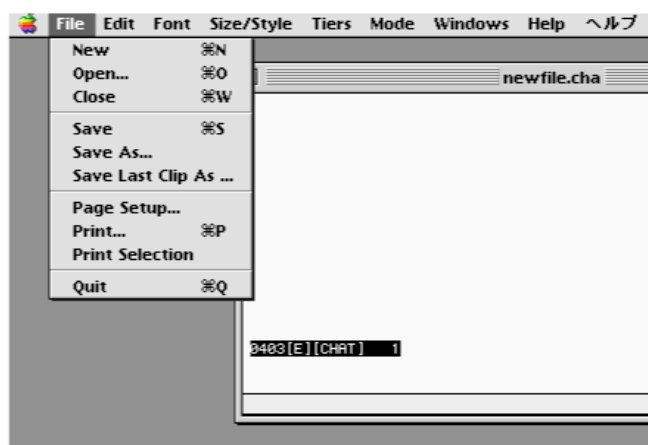 File Edit Font Size/Style Tiers Mode Windows Help ヘルプ
New ⌘N
Open... ⌘O
Close ⌘W
Save ⌘S
Save As...
Save Last Clip As ...
Page Setup...
Print... ⌘P
Print Selection
Quit ⌘Q
newfile.cha
0403[E][CHAT] 1